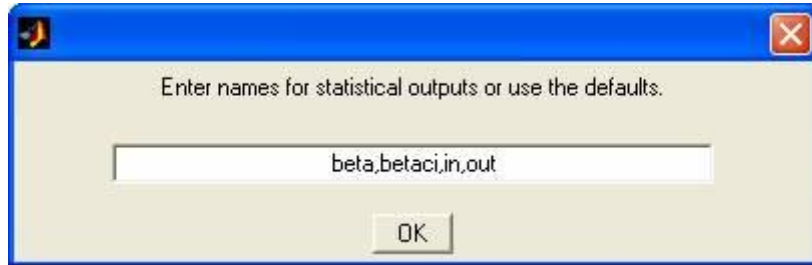 Enter names for statistical outputs or use the defaults.
beta,betaci,in,out
OK